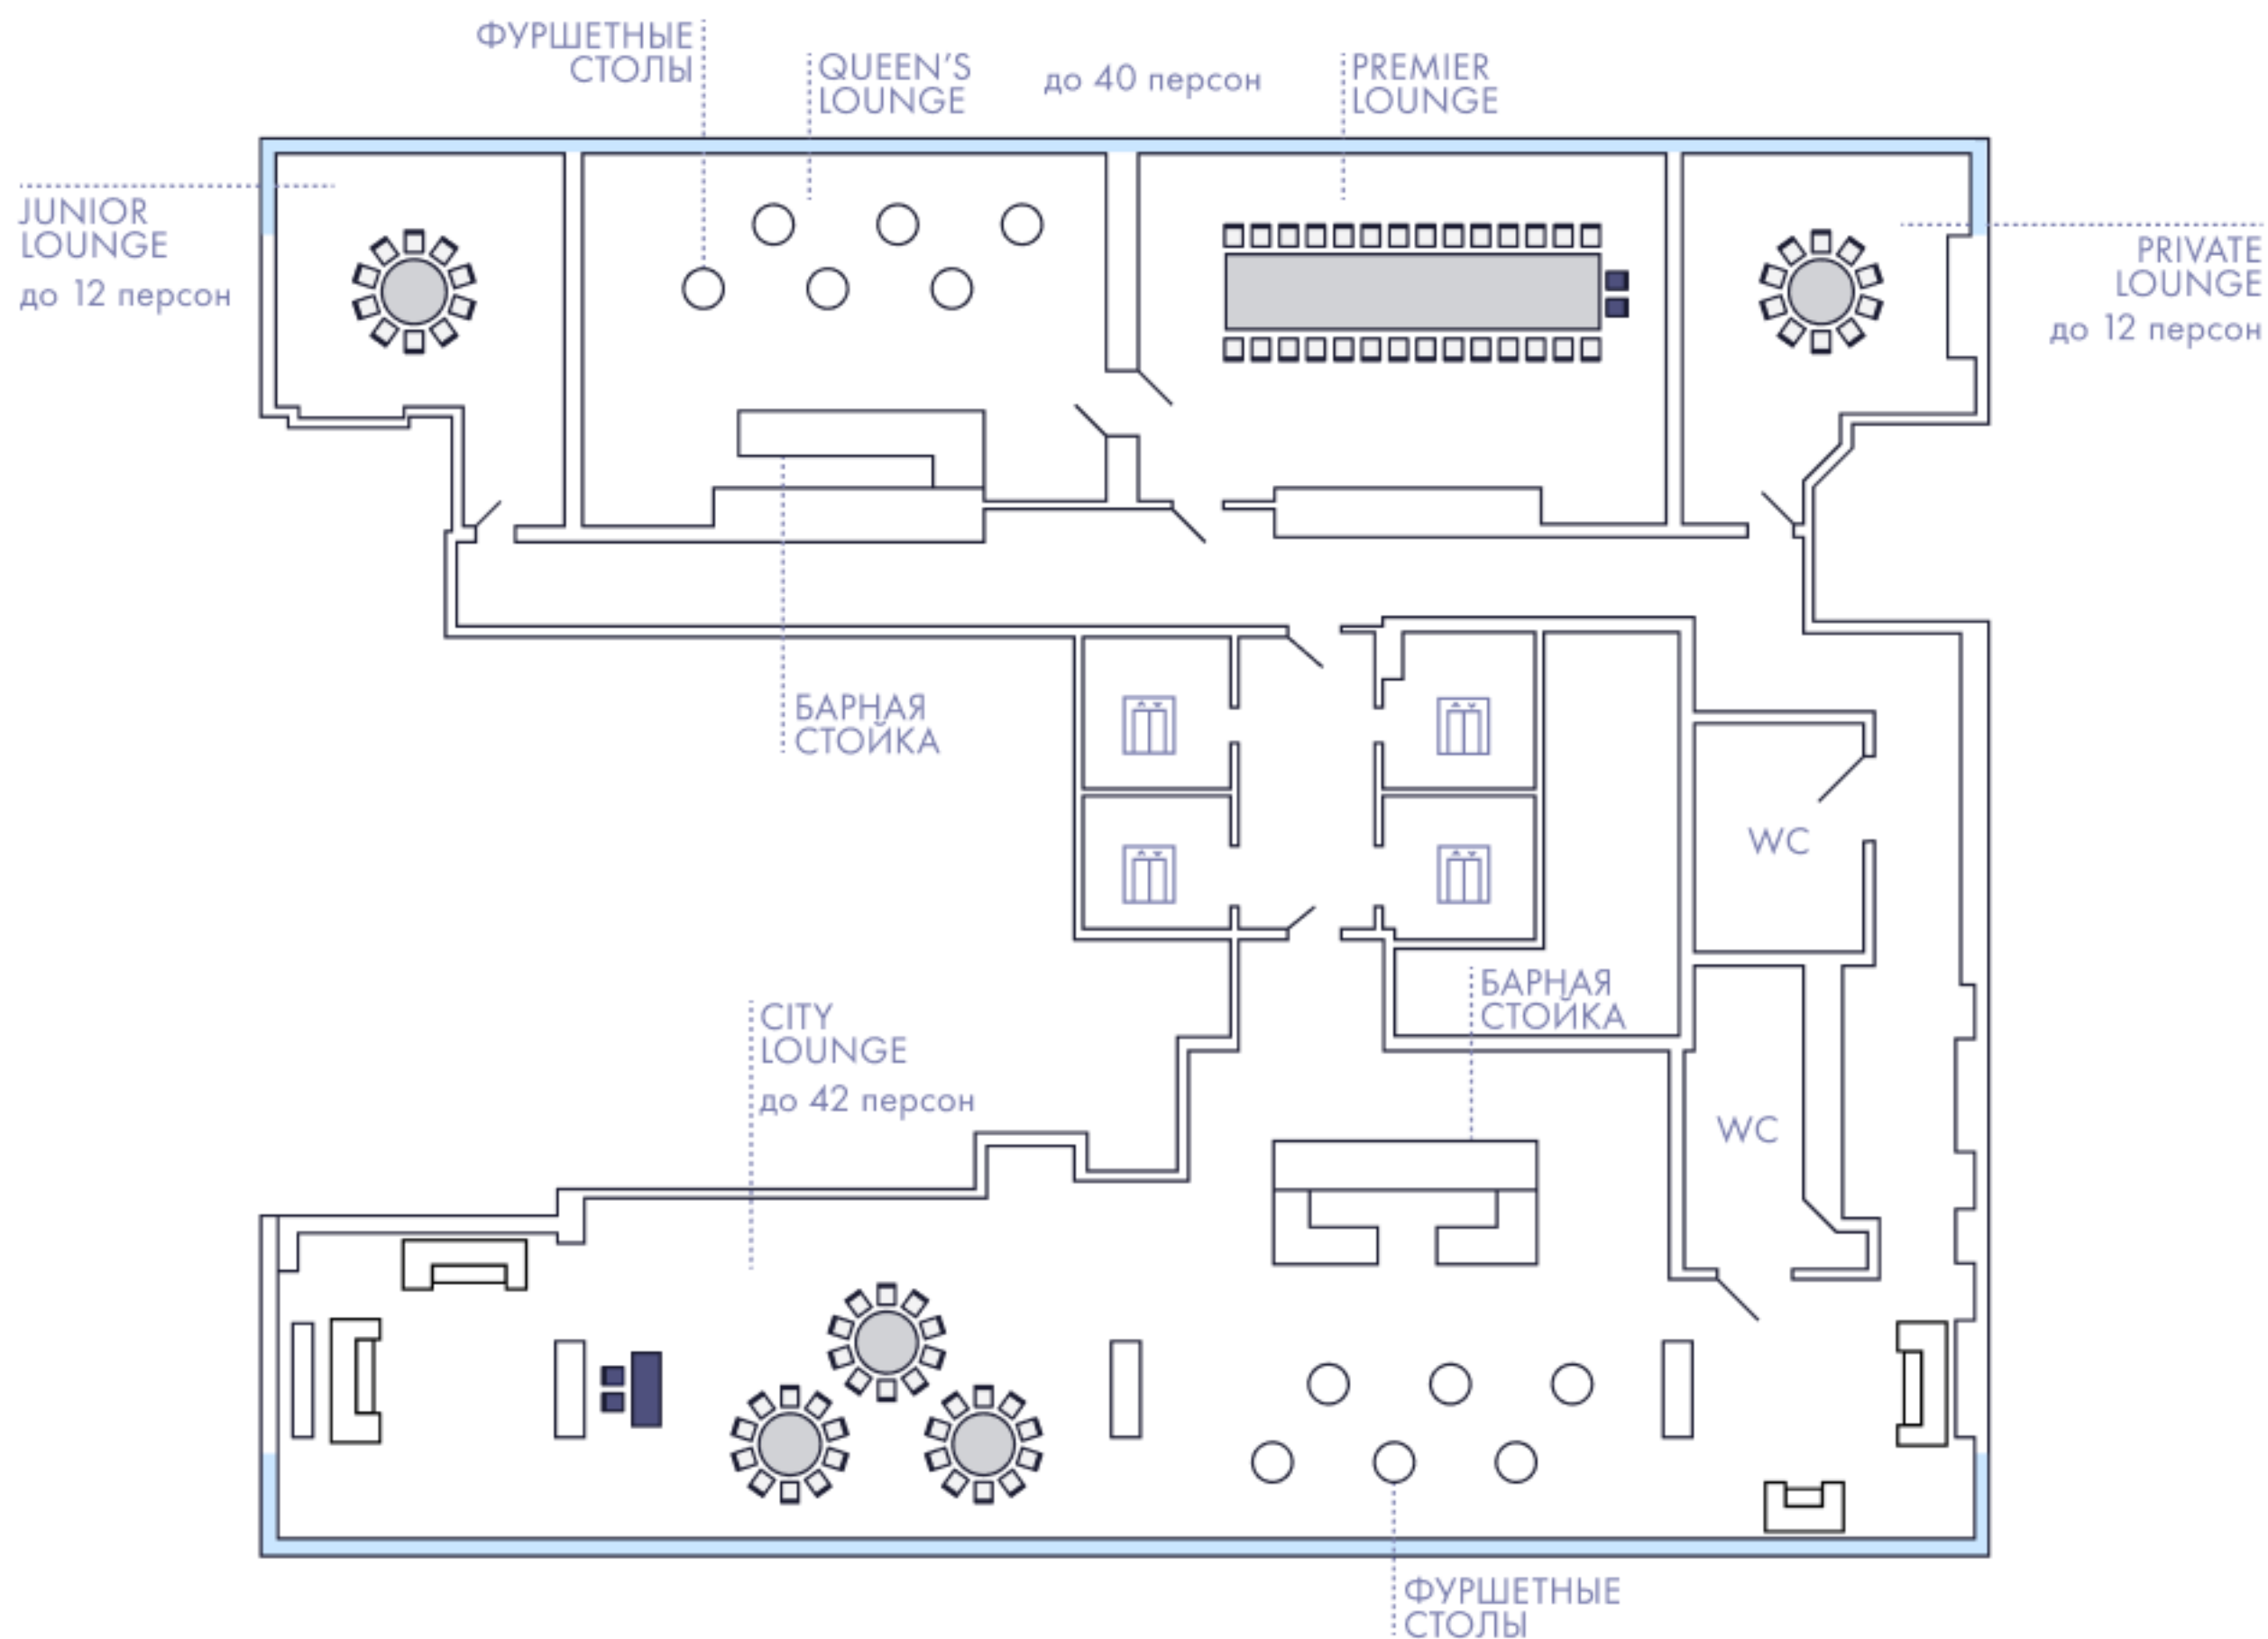 ФУРШЕТНЫЕ
СТОЛЫ
QUEEN'S
LOUNGE
до 40 персон
PREMIER
LOUNGE
JUNIOR
LOUNGE
до 12 персон
PRIVATE
LOUNGE
до 12 персон
БАРНАЯ
СТОЙКА
WC
БАРНАЯ
СТОЙКА
CITY
LOUNGE
до 42 персон
WC
ФУРШЕТНЫЕ
СТОЛЫ